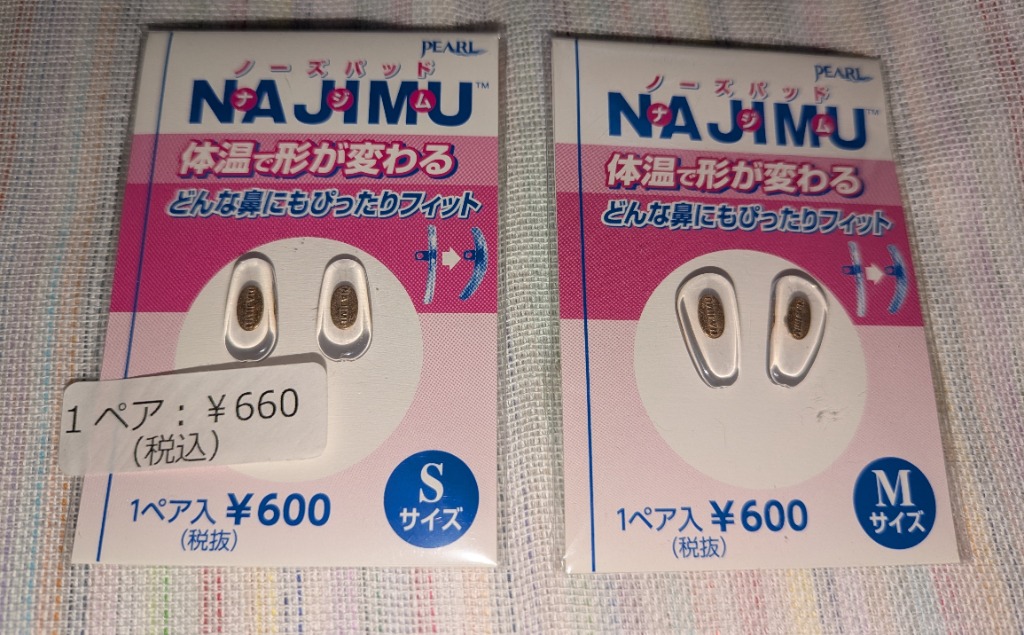 PEARL
ノーズパッド
NAJIMU™
ナジム
体温で形が変わる
どんな鼻にもぴったりフィット
1ペア:¥660
(税込)
1ペア入 ¥600
(税抜)
S
サイズ
PEARL
ノーズパッド
NAJIMU™
ナジム
体温で形が変わる
どんな鼻にもぴったりフィット
1ペア入 ¥600
(税抜)
M
サイズ